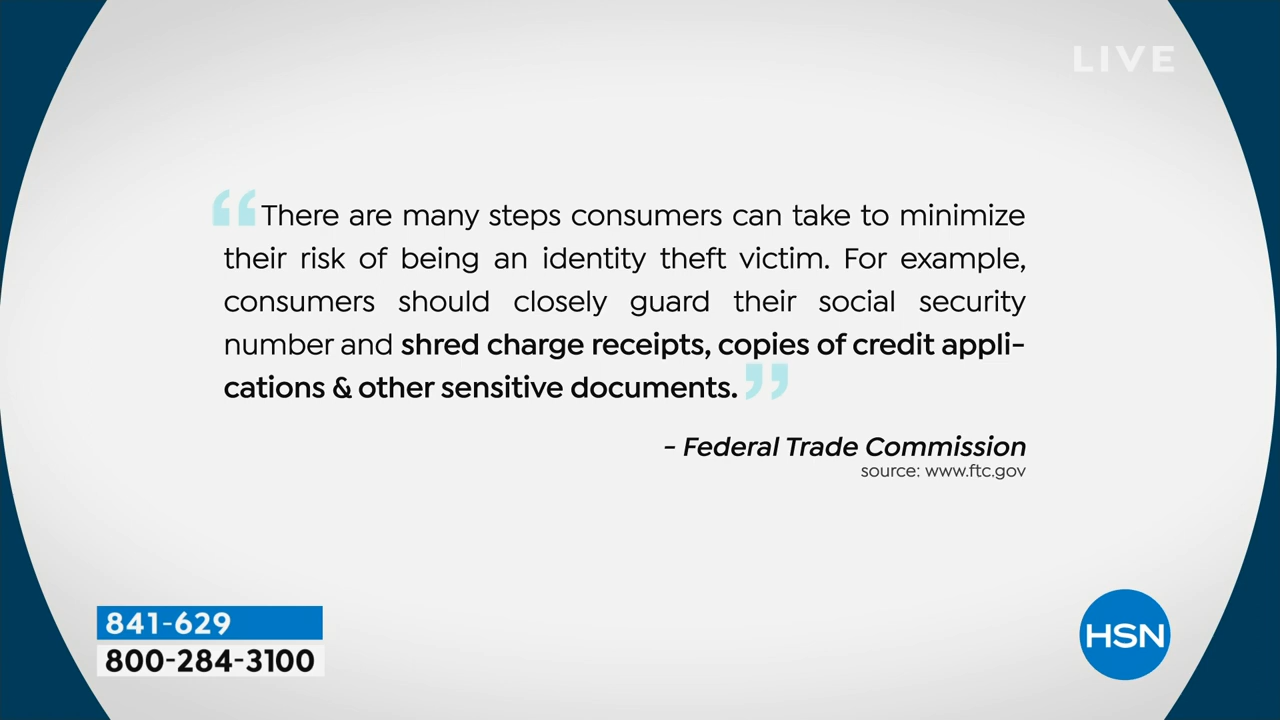 LIVE
“There are many steps consumers can take to minimize
their risk of being an identity theft victim. For example,
consumers should closely guard their social security
number and shred charge receipts, copies of credit appli-
cations & other sensitive documents.”
- Federal Trade Commission
source: www.ftc.gov
841-629
800-284-3100
HSN